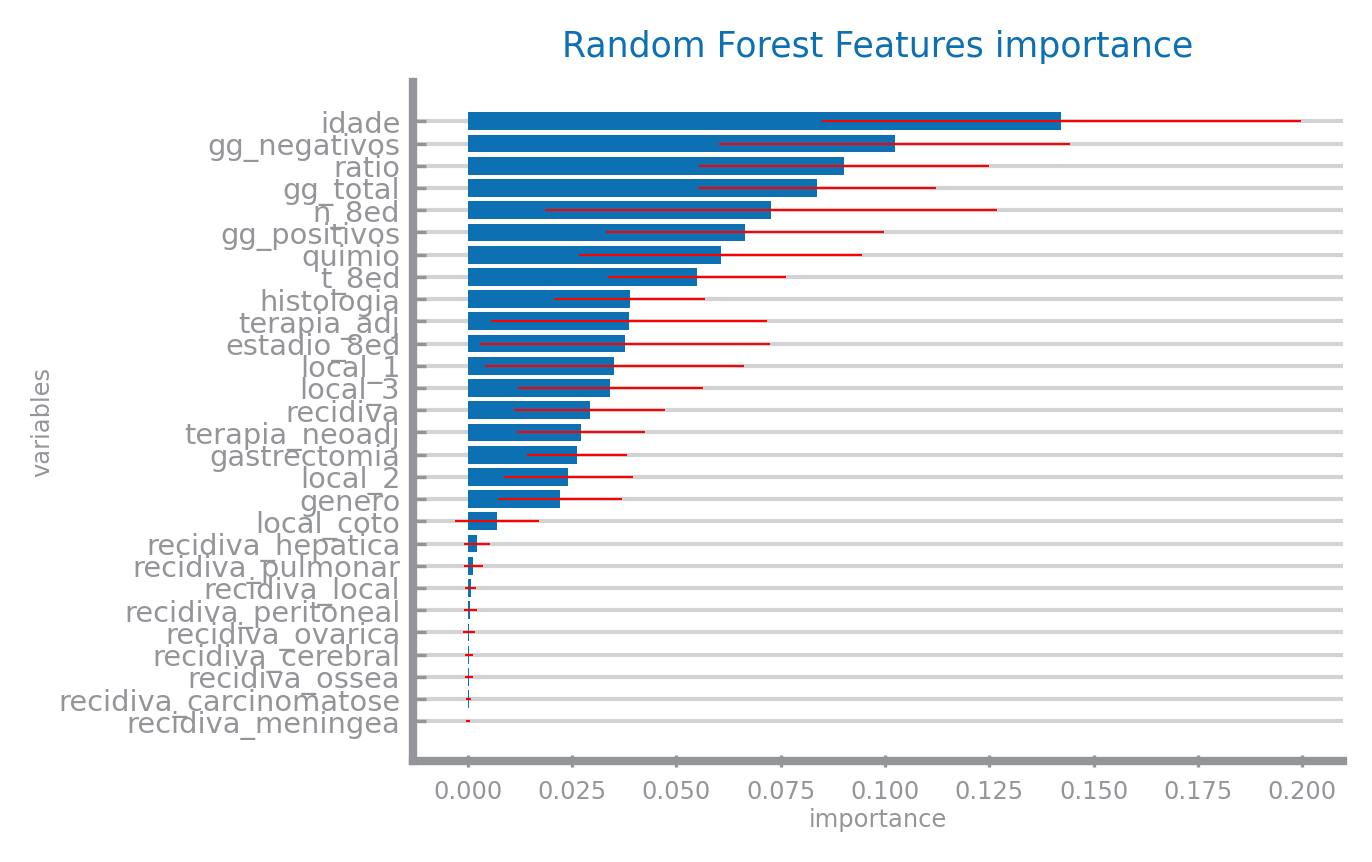 Random Forest Features importance
idade
gg_negativos
ratio
gg_total
n_8ed
gg_positivos
quimio
t_8ed
histologia
terapia_adj
estadio_8ed
local_1
local_3
recidiva
terapia_neoadj
gastrectomia
local_2
genero
local_coto
recidiva_hepatica
recidiva_pulmonar
recidiva_local
recidiva_peritoneal
recidiva_ovarica
recidiva_cerebral
recidiva_ossea
recidiva_carcinomatose
recidiva_meningea
variables
0.000 0.025 0.050 0.075 0.100 0.125 0.150 0.175 0.200
importance